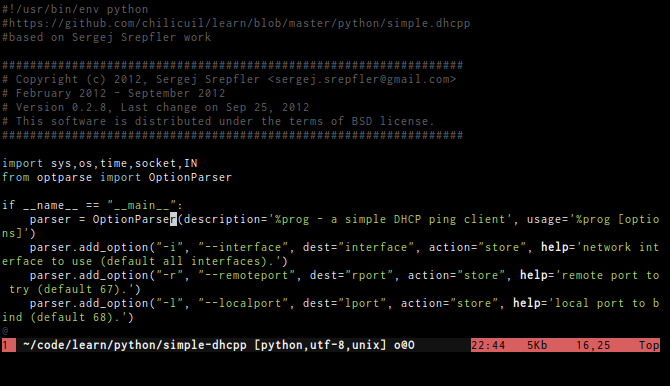 #!/usr/bin/env python
#https://github.com/chilicuil/learn/blob/master/python/simple.dhcpp
#based on Sergej Srepfler work
##################################################################
# Copyright (c) 2012, Sergej Srepfler <sergej.srepfler@gmail.com>
# February 2012 - September 2012
# Version 0.2.8, Last change on Sep 25, 2012
# This software is distributed under the terms of BSD license.
##################################################################
import sys,os,time,socket,IN
from optparse import OptionParser
if __name__ == "__main__":
    parser = OptionParser(description='%prog - a simple DHCP ping client', usage='%prog [optio
ns]')
    parser.add_option("-i", "--interface", dest="interface", action="store", help='network int
erface to use (default all interfaces).')
    parser.add_option("-r", "--remoteport", dest="rport", action="store", help='remote port to
 try (default 67).')
    parser.add_option("-l", "--localport", dest="lport", action="store", help='local port to b
ind (default 68).')
@
1 ~/code/learn/python/simple-dhcpp [python,utf-8,unix] o@O 22:44 5Kb 16,25 Top